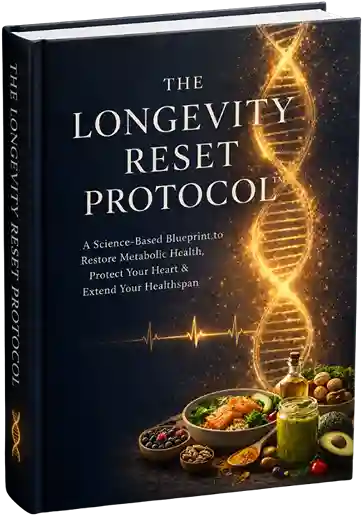 THE LONGEVITY RESET PROTOCOL
THE
LONGEVITY
RESET
PROTOCOL™
A Science-Based Blueprint to
Restore Metabolic Health,
Protect Your Heart &
Extend Your Healthspan